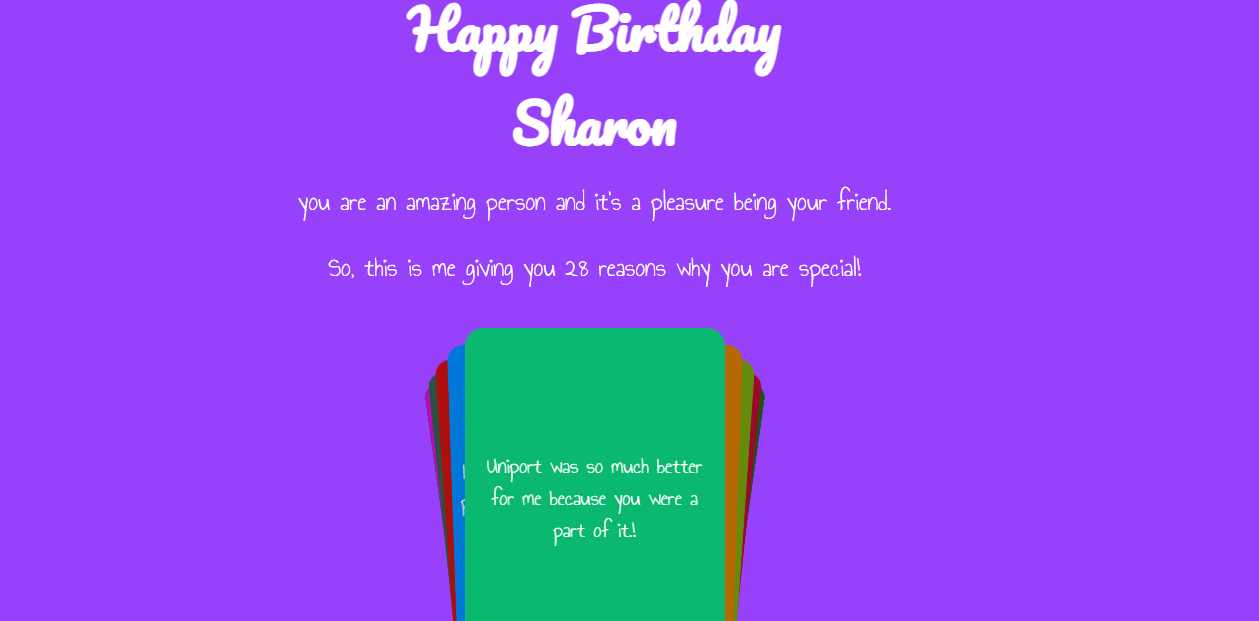 Happy Birthday
Sharon
you are an amazing person and it's a pleasure being your friend.
So, this is me giving you 28 reasons why you are special!
Uniport was so much better
for me because you were a
part of it.!